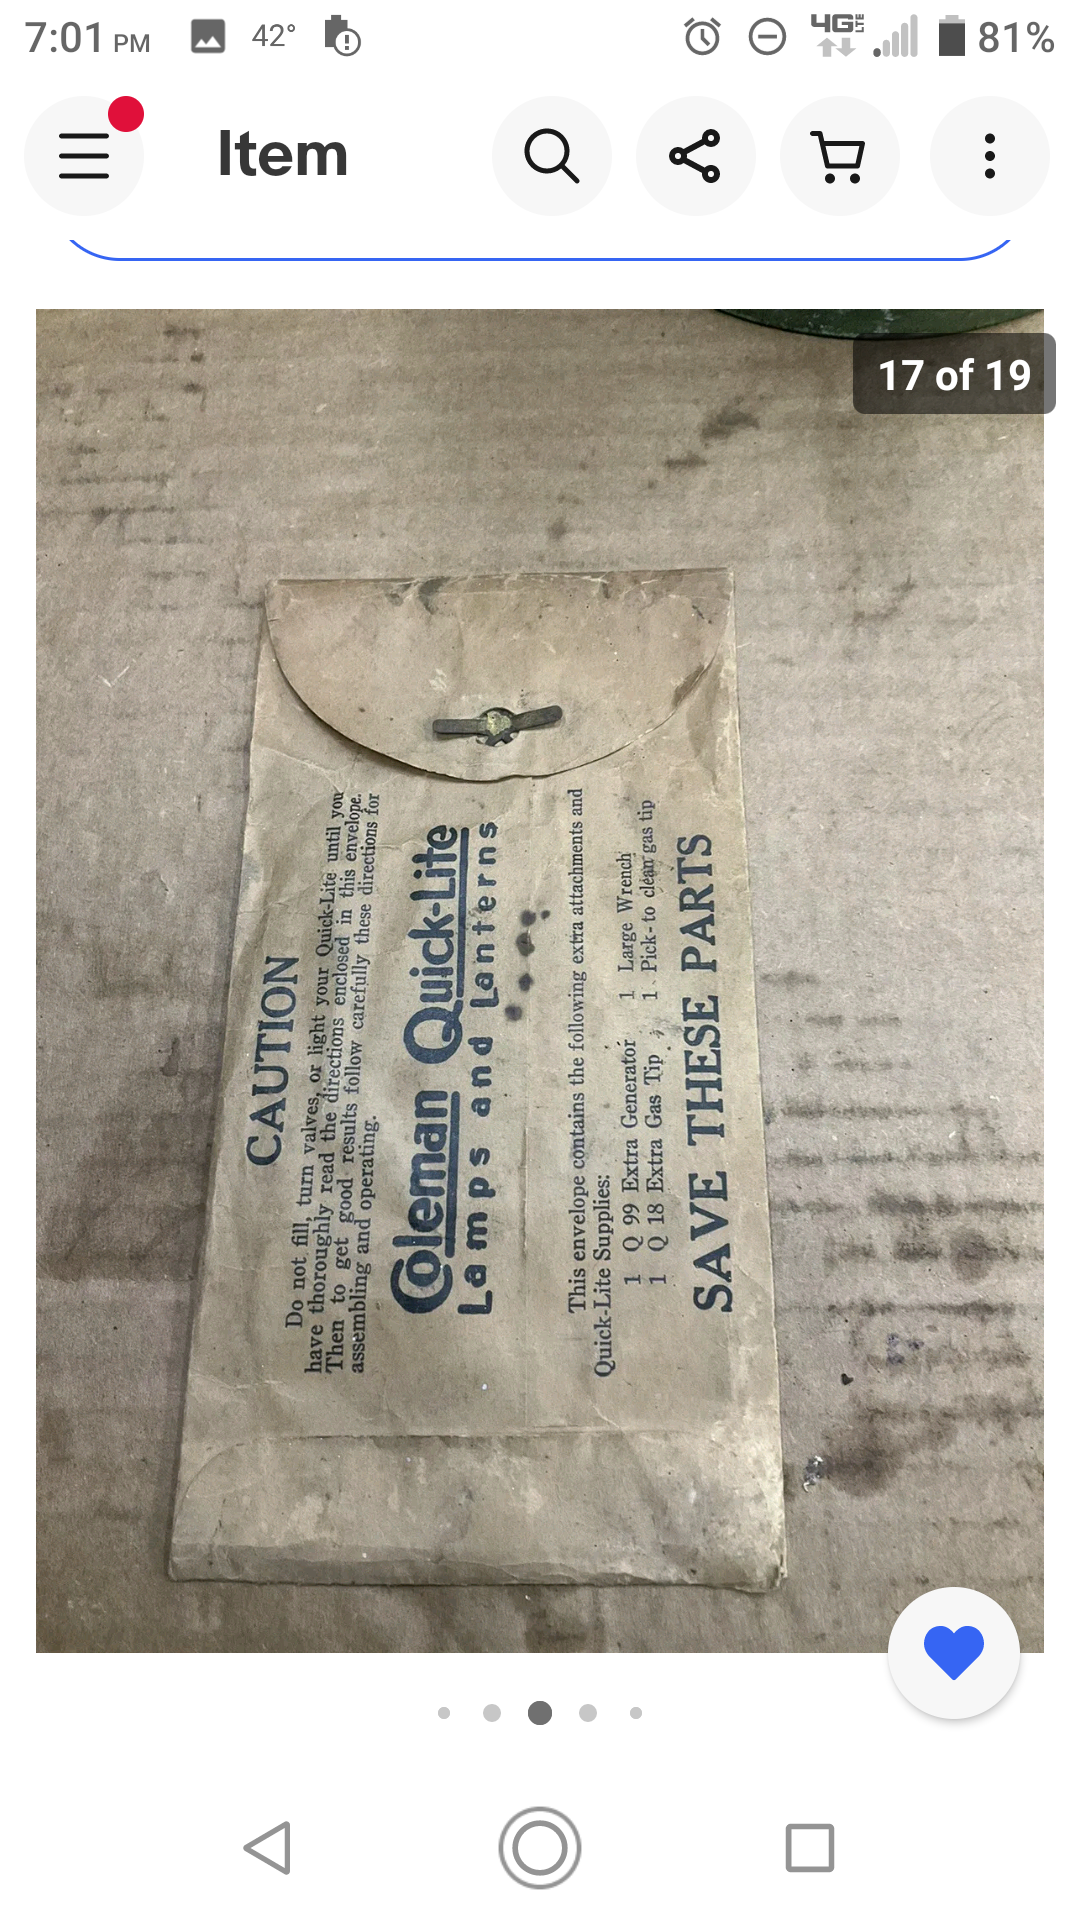 7:01 PM 42° 4G LTE 81%
Item
17 of 19
CAUTION
Do not fill, turn valves, or light your Quick-Lite until you
have thoroughly read the directions enclosed in this envelope.
Then to get good results follow carefully these directions for
assembling and operating.
Coleman Quick-Lite
Lamps and Lanterns
This envelope contains the following extra attachments and
Quick-Lite Supplies:
1 Q 99 Extra Generator 1 Large Wrench
1 Q 18 Extra Gas Tip 1 Pick-to clean gas tip
SAVE THESE PARTS